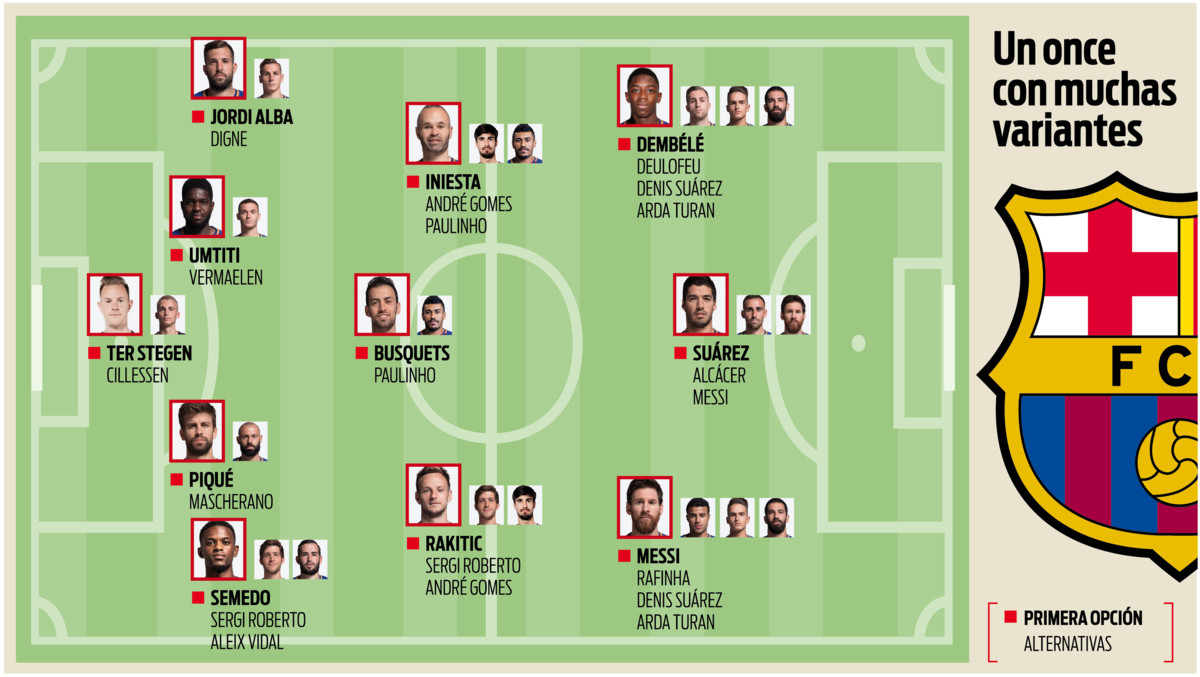 Un once
con muchas
variantes
JORDI ALBA
DIGNE
UMTITI
VERMAELEN
TER STEGEN
CILLESSEN
PIQUÉ
MASCHERANO
SEMEDO
SERGI ROBERTO
ALEIX VIDAL
INIESTA
ANDRÉ GOMES
PAULINHO
BUSQUETS
PAULINHO
RAKITIC
SERGI ROBERTO
ANDRÉ GOMES
DEMBÉLÉ
DEULOFEU
DENIS SUÁREZ
ARDA TURAN
SUÁREZ
ALCÁCER
MESSI
MESSI
RAFINHA
DENIS SUÁREZ
ARDA TURAN
F C
PRIMERA OPCIÓN
ALTERNATIVAS